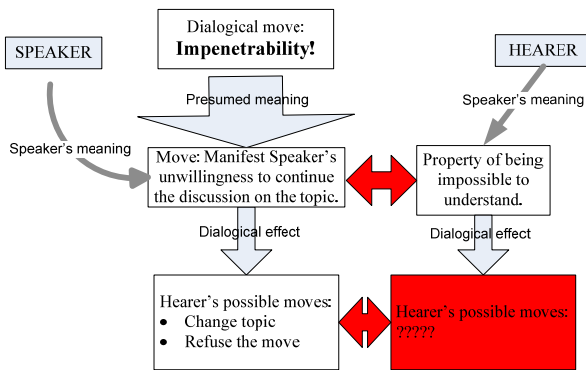 Dialogical move:
Impenetrability!
SPEAKER
HEARER
Presumed meaning
Speaker's meaning
Speaker's meaning
Move: Manifest Speaker's
unwillingness to continue
the discussion on the topic.
Property of being
impossible to
understand.
Dialogical effect
Dialogical effect
Hearer's possible moves:
• Change topic
• Refuse the move
Hearer's possible moves:
?????